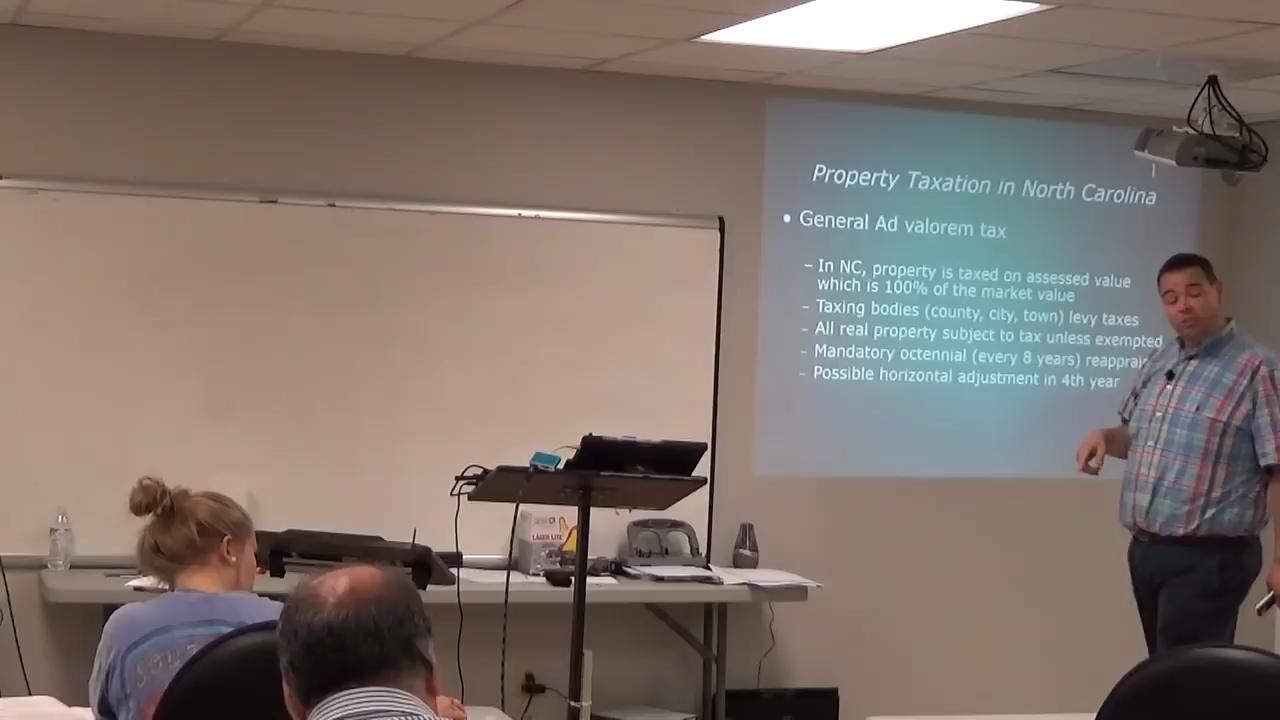 Property Taxation in North Carolina
• General Ad valorem tax
– In NC, property is taxed on assessed value
which is 100% of the market value
– Taxing bodies (county, city, town) levy taxes
– All real property subject to tax unless exempted
– Mandatory octennial (every 8 years)
– Possible horizontal adjustment in 4th year
LASER LITE